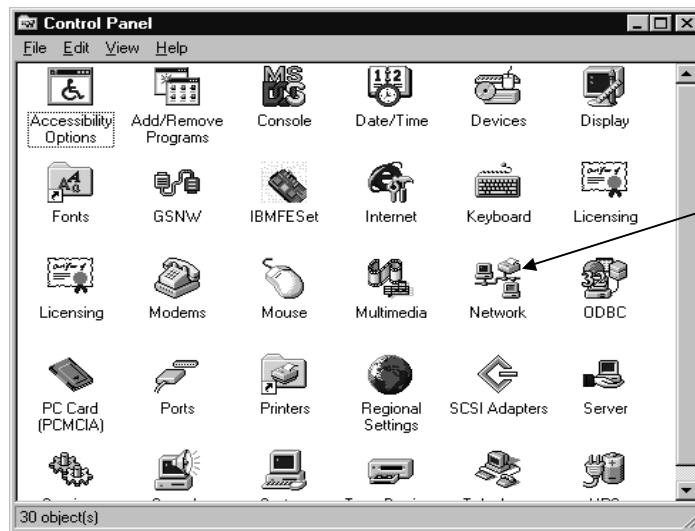 Control Panel
File Edit View Help
Accessibility Options
Add/Remove Programs
Console
Date/Time
Devices
Display
Fonts
GSNW
IBMFESet
Internet
Keyboard
Licensing
Licensing
Modems
Mouse
Multimedia
Network
ODBC
PC Card (PCMCIA)
Ports
Printers
Regional Settings
SCSI Adapters
Server
30 object(s)